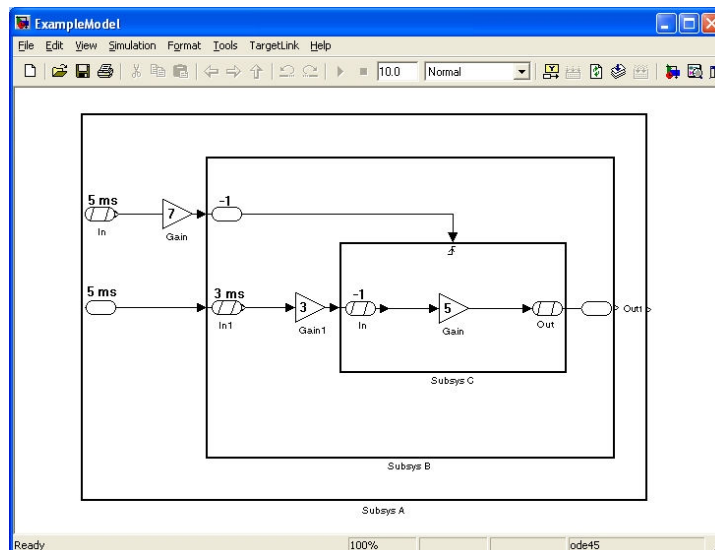 ExampleModel
File Edit View Simulation Format Tools TargetLink Help
10.0 Normal
5 ms
7
-1
In
Gain
5 ms
3 ms
3
-1
5
In1
Gain1
In
Gain
Out
Out1
Subsys C
Subsys B
Subsys A
Ready 100% ode45